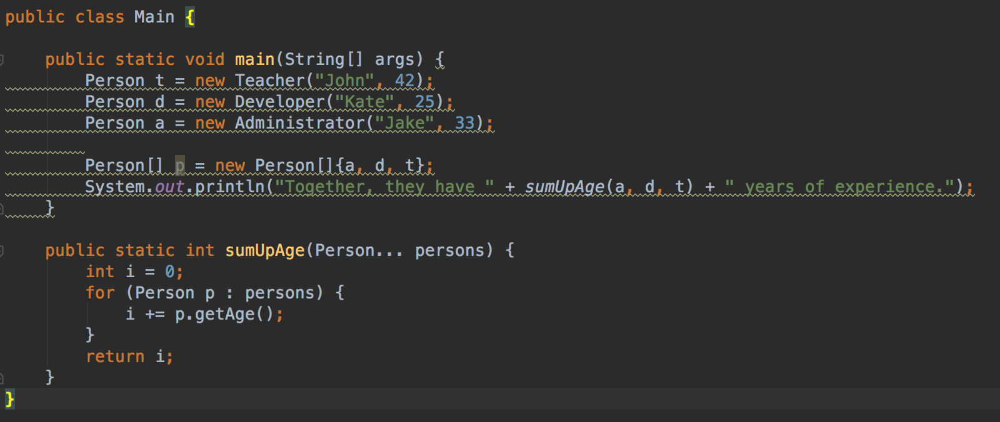 public class Main {
public static void main(String[] args) {
Person t = new Teacher("John", 42);
Person d = new Developer("Kate", 25);
Person a = new Administrator("Jake", 33);
Person[] p = new Person[]{a, d, t};
System.out.println("Together, they have " + sumUpAge(a, d, t) + " years of experience.");
}
public static int sumUpAge(Person... persons) {
int i = 0;
for (Person p : persons) {
i += p.getAge();
}
return i;
}
}